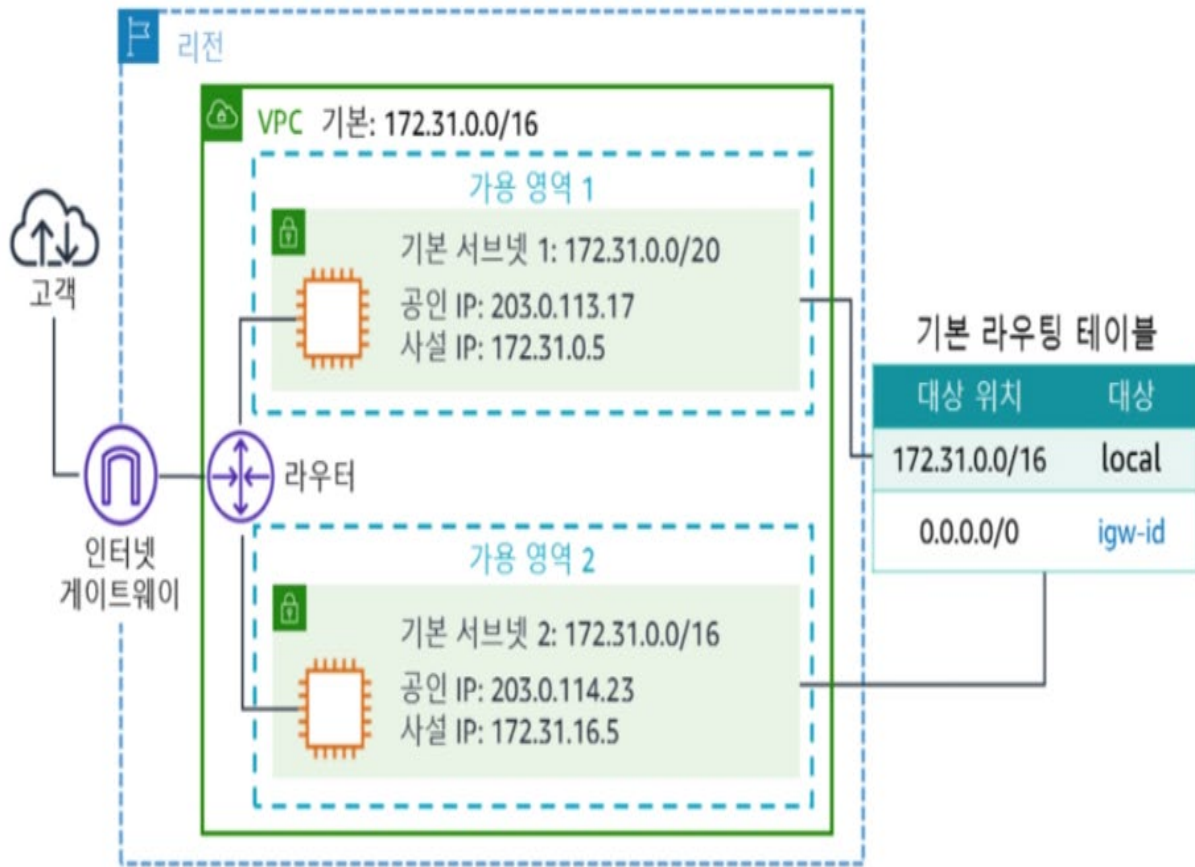 리전
VPC 기본: 172.31.0.0/16
가용 영역 1
기본 서브넷 1: 172.31.0.0/20
공인 IP: 203.0.113.17
사설 IP: 172.31.0.5
고객
라우터
인터넷
게이트웨이
가용 영역 2
기본 서브넷 2: 172.31.0.0/16
공인 IP: 203.0.114.23
사설 IP: 172.31.16.5
기본 라우팅 테이블
대상 위치 대상
172.31.0.0/16 local
0.0.0.0/0 igw-id